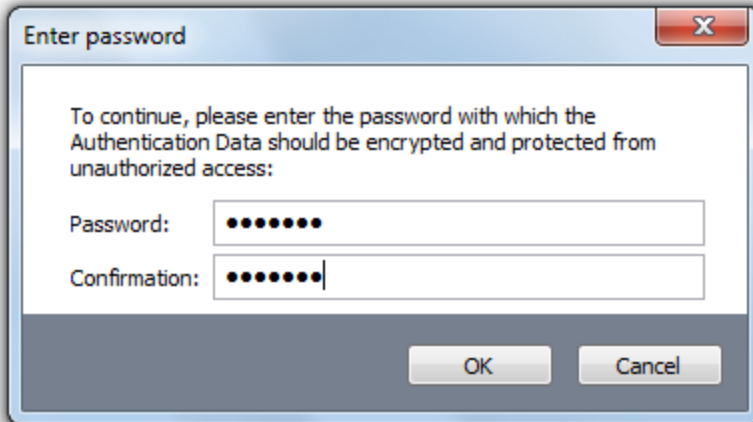 Enter password
To continue, please enter the password with which the
Authentication Data should be encrypted and protected from
unauthorized access:
Password: •••••••
Confirmation: •••••••
OK Cancel